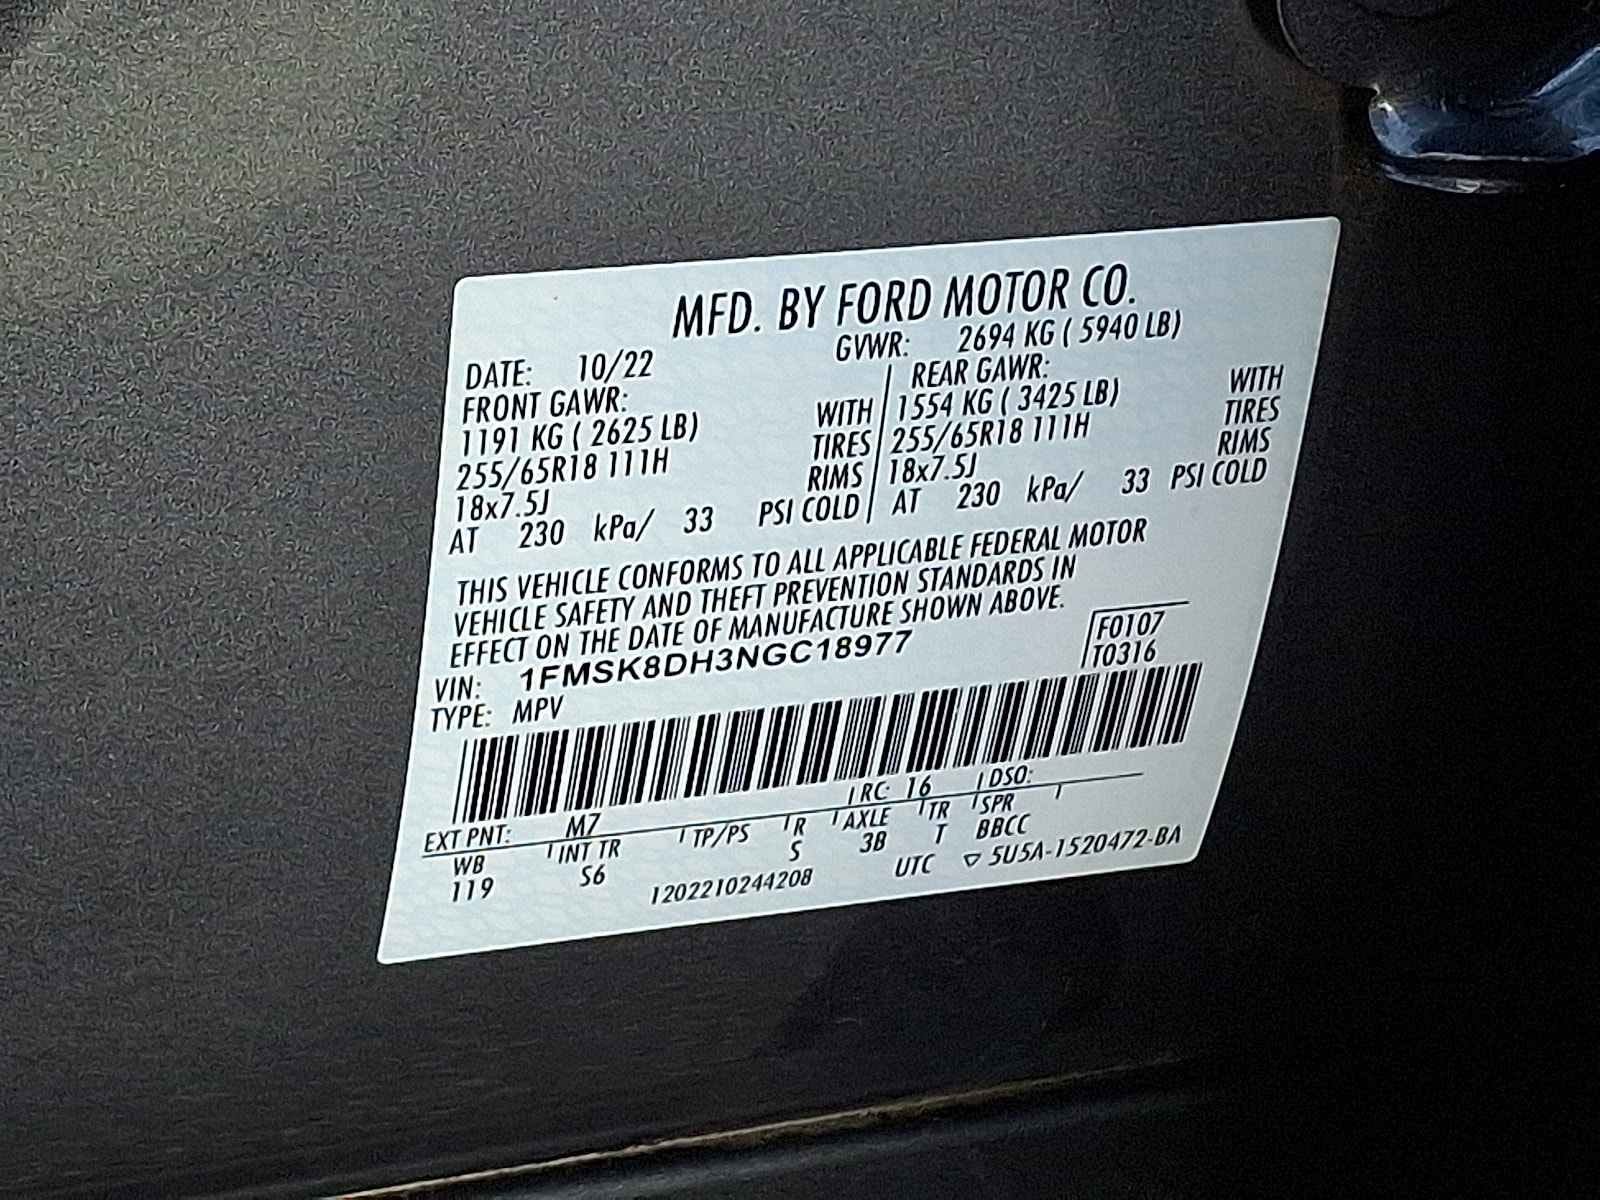 MFD. BY FORD MOTOR CO.
DATE: 10/22 GVWR: 2694 KG ( 5940 LB)
FRONT GAWR: REAR GAWR:
1191 KG ( 2625 LB) WITH 1554 KG ( 3425 LB) WITH
255/65R18 111H TIRES 255/65R18 111H TIRES
18x7.5J RIMS 18x7.5J RIMS
AT 230 kPa/ 33 PSI COLD AT 230 kPa/ 33 PSI COLD
THIS VEHICLE CONFORMS TO ALL APPLICABLE FEDERAL MOTOR
VEHICLE SAFETY AND THEFT PREVENTION STANDARDS IN
EFFECT ON THE DATE OF MANUFACTURE SHOWN ABOVE.
VIN: 1FMSK8DH3NGC18977 F0107
TYPE: MPV T0316
EXT PNT: M7 RC: 16 DSO:
WB INT TR TP/PS R AXLE TR SPR
119 S6 S 3B T BBCC
1202210244208 UTC ▽ 5U5A-1520472-BA